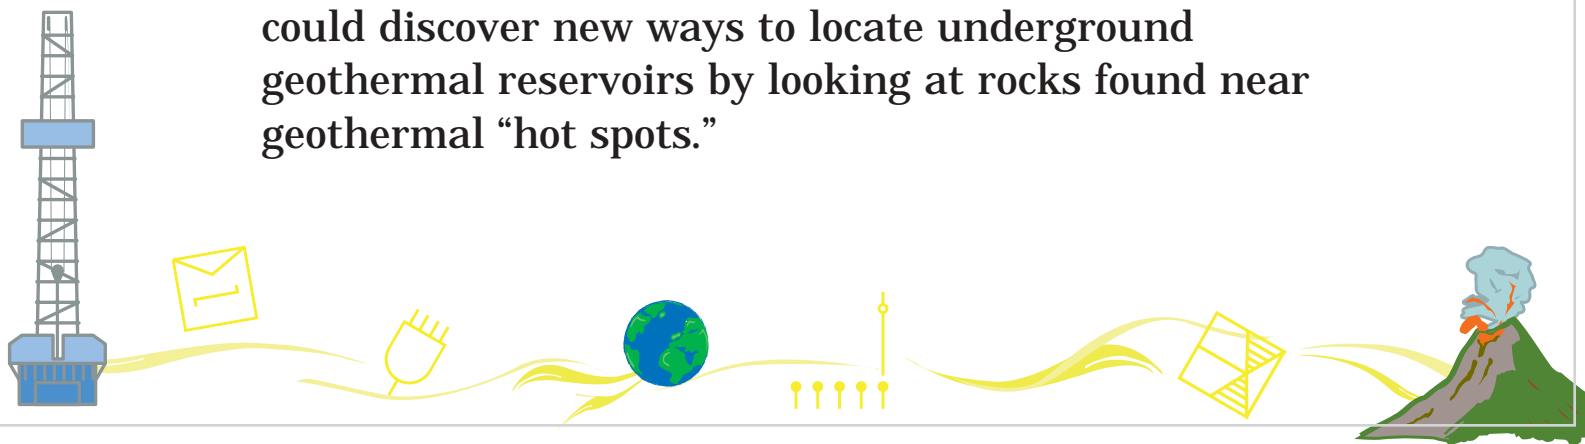 could discover new ways to locate underground
geothermal reservoirs by looking at rocks found near
geothermal “hot spots.”